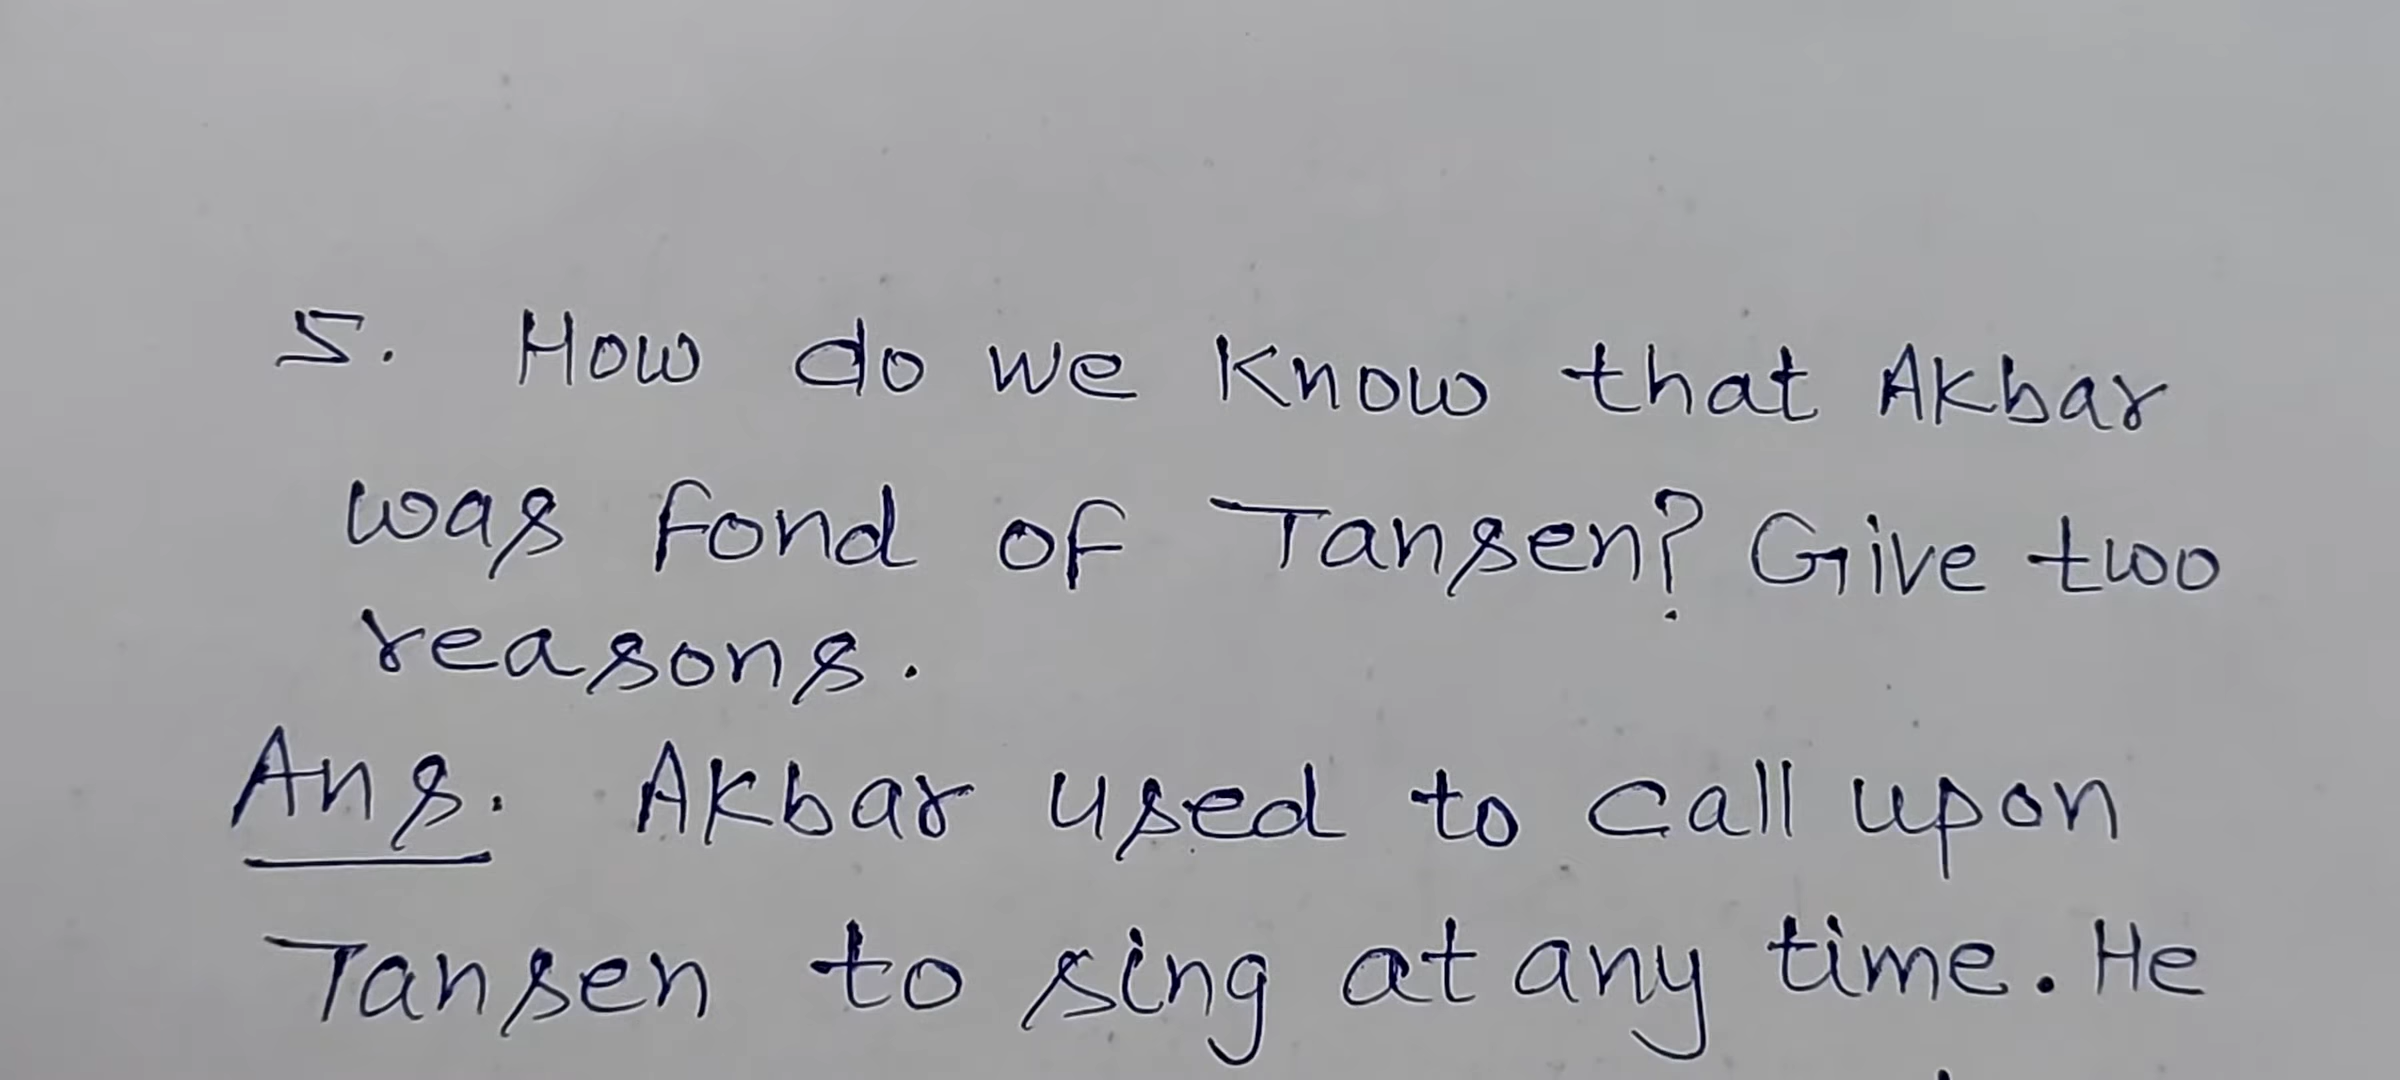 5. How do we know that Akbar
was fond of Tansen? Give two
reasons.
Ans. Akbar used to call upon
Tansen to sing at any time. He